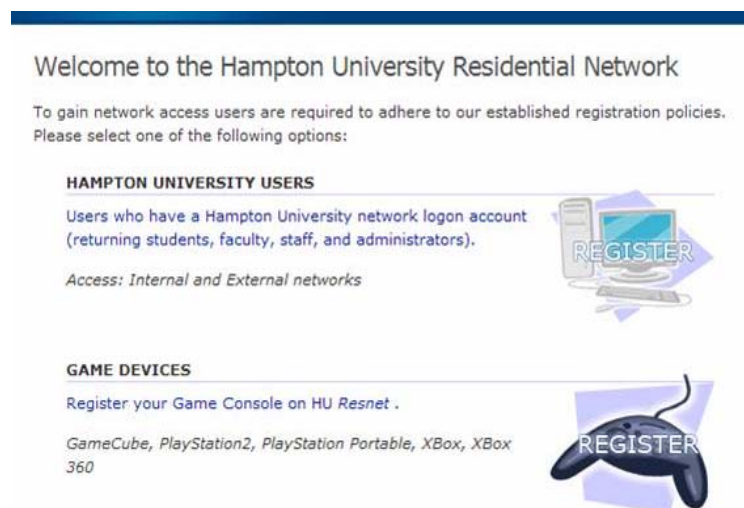 Welcome to the Hampton University Residential Network
To gain network access users are required to adhere to our established registration policies.
Please select one of the following options:
HAMPTON UNIVERSITY USERS
Users who have a Hampton University network logon account
(returning students, faculty, staff, and administrators).
REGISTER
Access: Internal and External networks
GAME DEVICES
Register your Game Console on HU Resnet .
GameCube, PlayStation2, PlayStation Portable, XBox, XBox
360
REGISTER